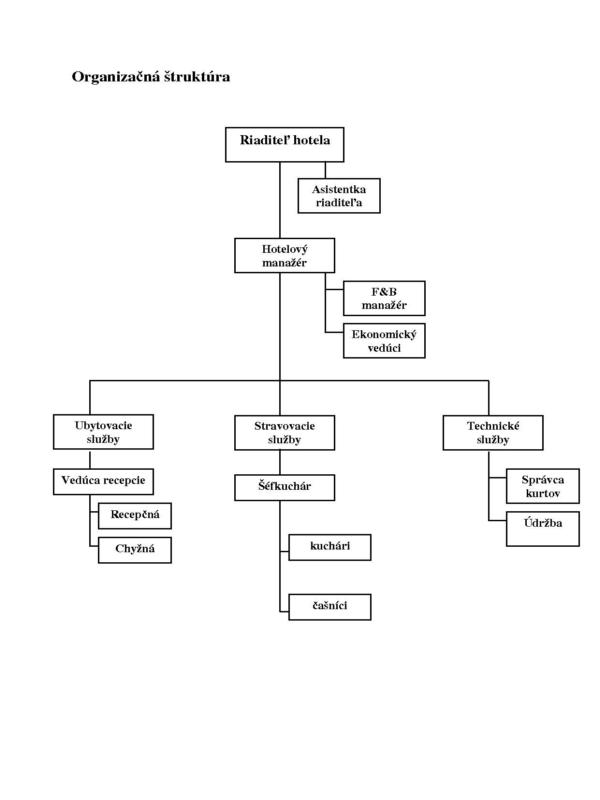 Organizačná štruktúra
Riaditeľ hotela
Asistentka
riaditeľa
Hotelový
manažér
F&B
manažér
Ekonomický
vedúci
Ubytovacie
služby
Stravovacie
služby
Technické
služby
Vedúca recepcie
Recepčná
Chyžná
Šéfkuchár
kuchári
čašníci
Správca
kurtov
Údržba